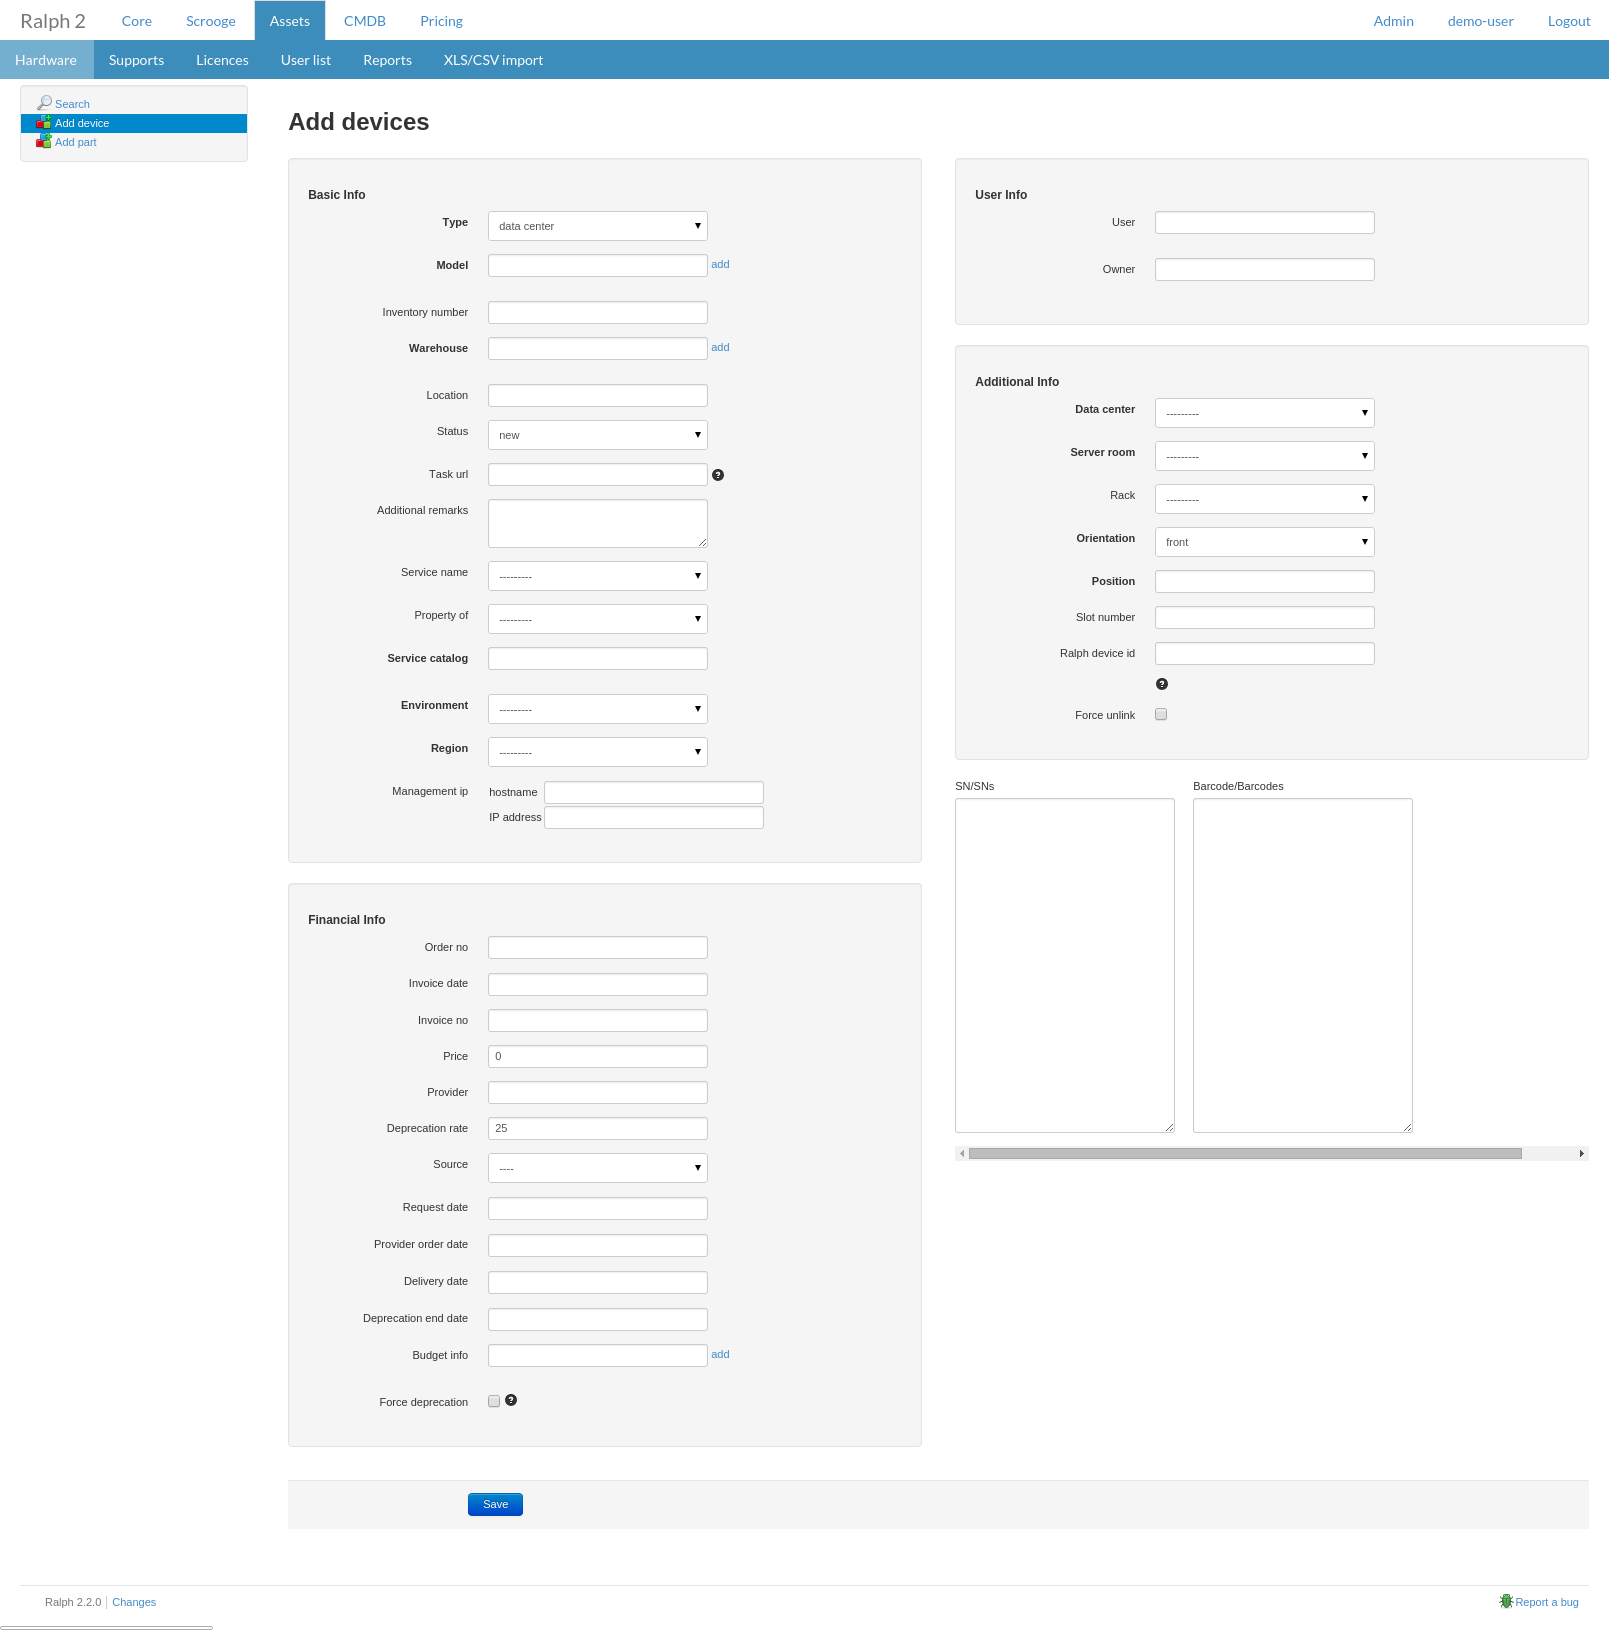 Ralph 2 Core Scrooge Assets CMDB Pricing Admin demo-user Logout
Hardware Supports Licences User list Reports XLS/CSV import
Search
Add device
Add part
Add devices
Basic Info
Type data center
Model add
Inventory number
Warehouse add
Location
Status new
Task url
Additional remarks
Service name ---------
Property of ---------
Service catalog
Environment ---------
Region ---------
Management ip hostname
IP address
Financial Info
Order no
Invoice date
Invoice no
Price 0
Provider
Deprecation rate 25
Source ----
Request date
Provider order date
Delivery date
Deprecation end date
Budget info add
Force deprecation
User Info
User
Owner
Additional Info
Data center ---------
Server room ---------
Rack ---------
Orientation front
Position
Slot number
Ralph device id
Force unlink
SN/SNs Barcode/Barcodes
Save
Ralph 2.2.0 Changes Report a bug